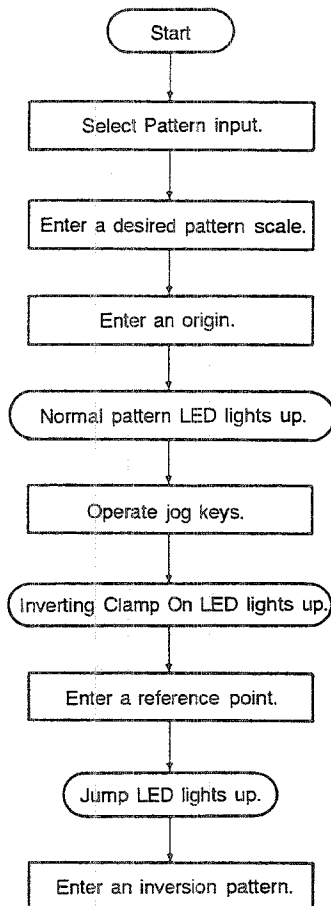 Start
Select Pattern input.
Enter a desired pattern scale.
Enter an origin.
Normal pattern LED lights up.
Operate jog keys.
Inverting Clamp On LED lights up.
Enter a reference point.
Jump LED lights up.
Enter an inversion pattern.